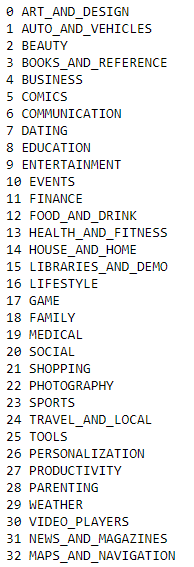 0 ART_AND_DESIGN
1 AUTO_AND_VEHICLES
2 BEAUTY
3 BOOKS_AND_REFERENCE
4 BUSINESS
5 COMICS
6 COMMUNICATION
7 DATING
8 EDUCATION
9 ENTERTAINMENT
10 EVENTS
11 FINANCE
12 FOOD_AND_DRINK
13 HEALTH_AND_FITNESS
14 HOUSE_AND_HOME
15 LIBRARIES_AND_DEMO
16 LIFESTYLE
17 GAME
18 FAMILY
19 MEDICAL
20 SOCIAL
21 SHOPPING
22 PHOTOGRAPHY
23 SPORTS
24 TRAVEL_AND_LOCAL
25 TOOLS
26 PERSONALIZATION
27 PRODUCTIVITY
28 PARENTING
29 WEATHER
30 VIDEO_PLAYERS
31 NEWS_AND_MAGAZINES
32 MAPS_AND_NAVIGATION